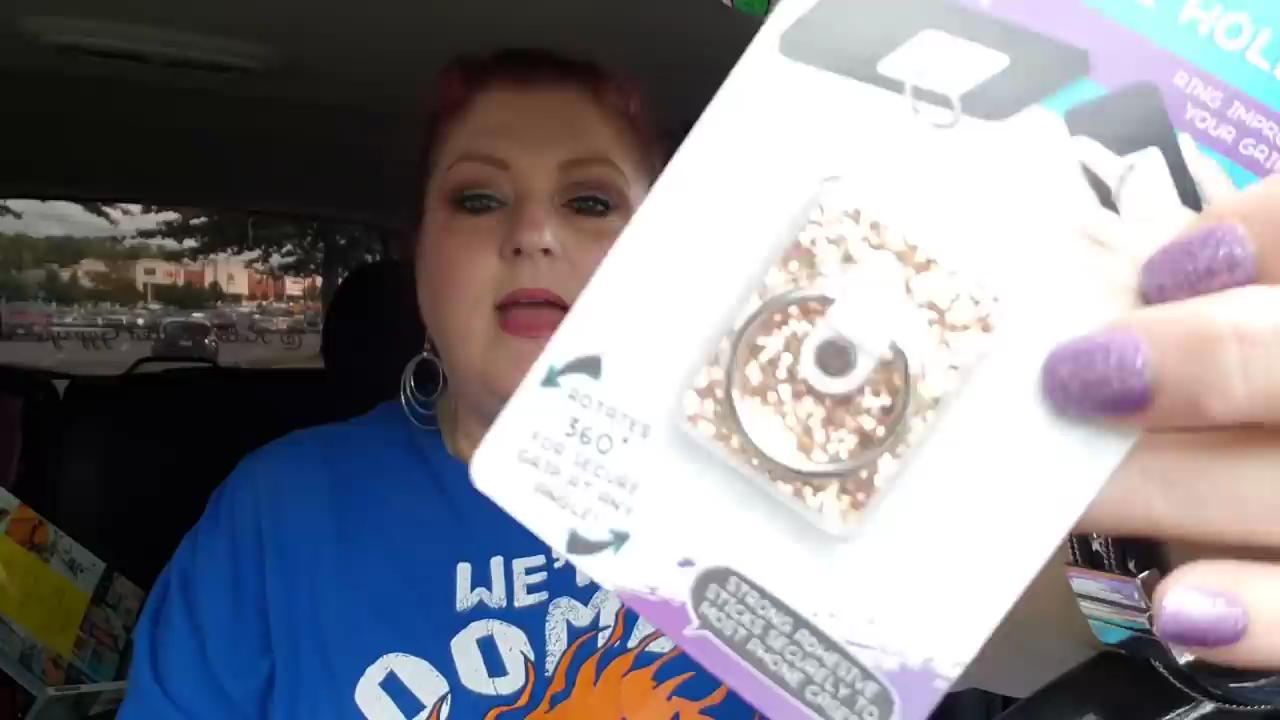 HOL
RING IMPR
YOUR GRI
ROTATES
360°
FOR SECURE
GRIP AT ANY
ANGLE!
STRONG ADHESIVE
STICKS SECURELY TO
MOST PHONE CASES
WE'
OOM